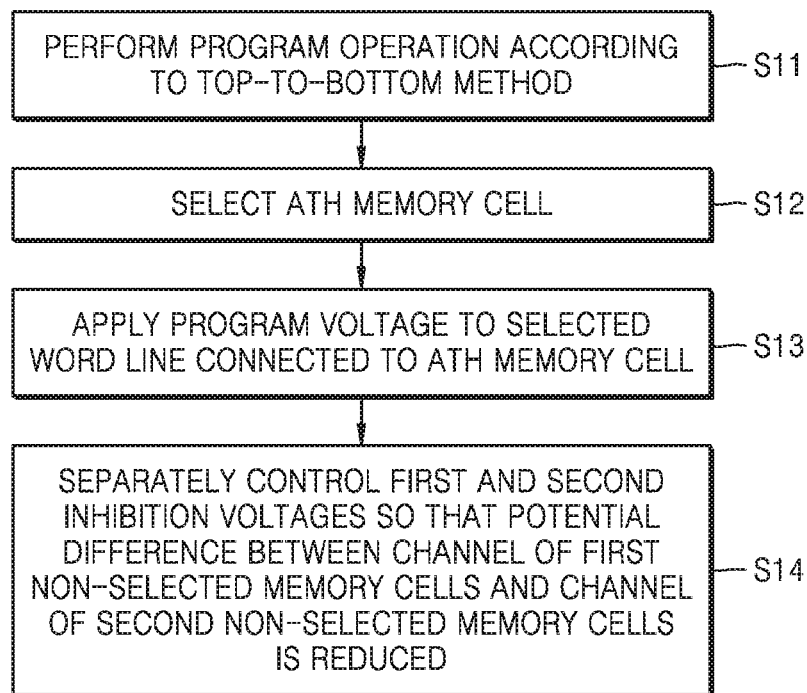 PERFORM PROGRAM OPERATION ACCORDING
TO TOP-TO-BOTTOM METHOD
S11
SELECT ATH MEMORY CELL
S12
APPLY PROGRAM VOLTAGE TO SELECTED
WORD LINE CONNECTED TO ATH MEMORY CELL
S13
SEPARATELY CONTROL FIRST AND SECOND
INHIBITION VOLTAGES SO THAT POTENTIAL
DIFFERENCE BETWEEN CHANNEL OF FIRST
NON-SELECTED MEMORY CELLS AND CHANNEL
OF SECOND NON-SELECTED MEMORY CELLS
IS REDUCED
S14